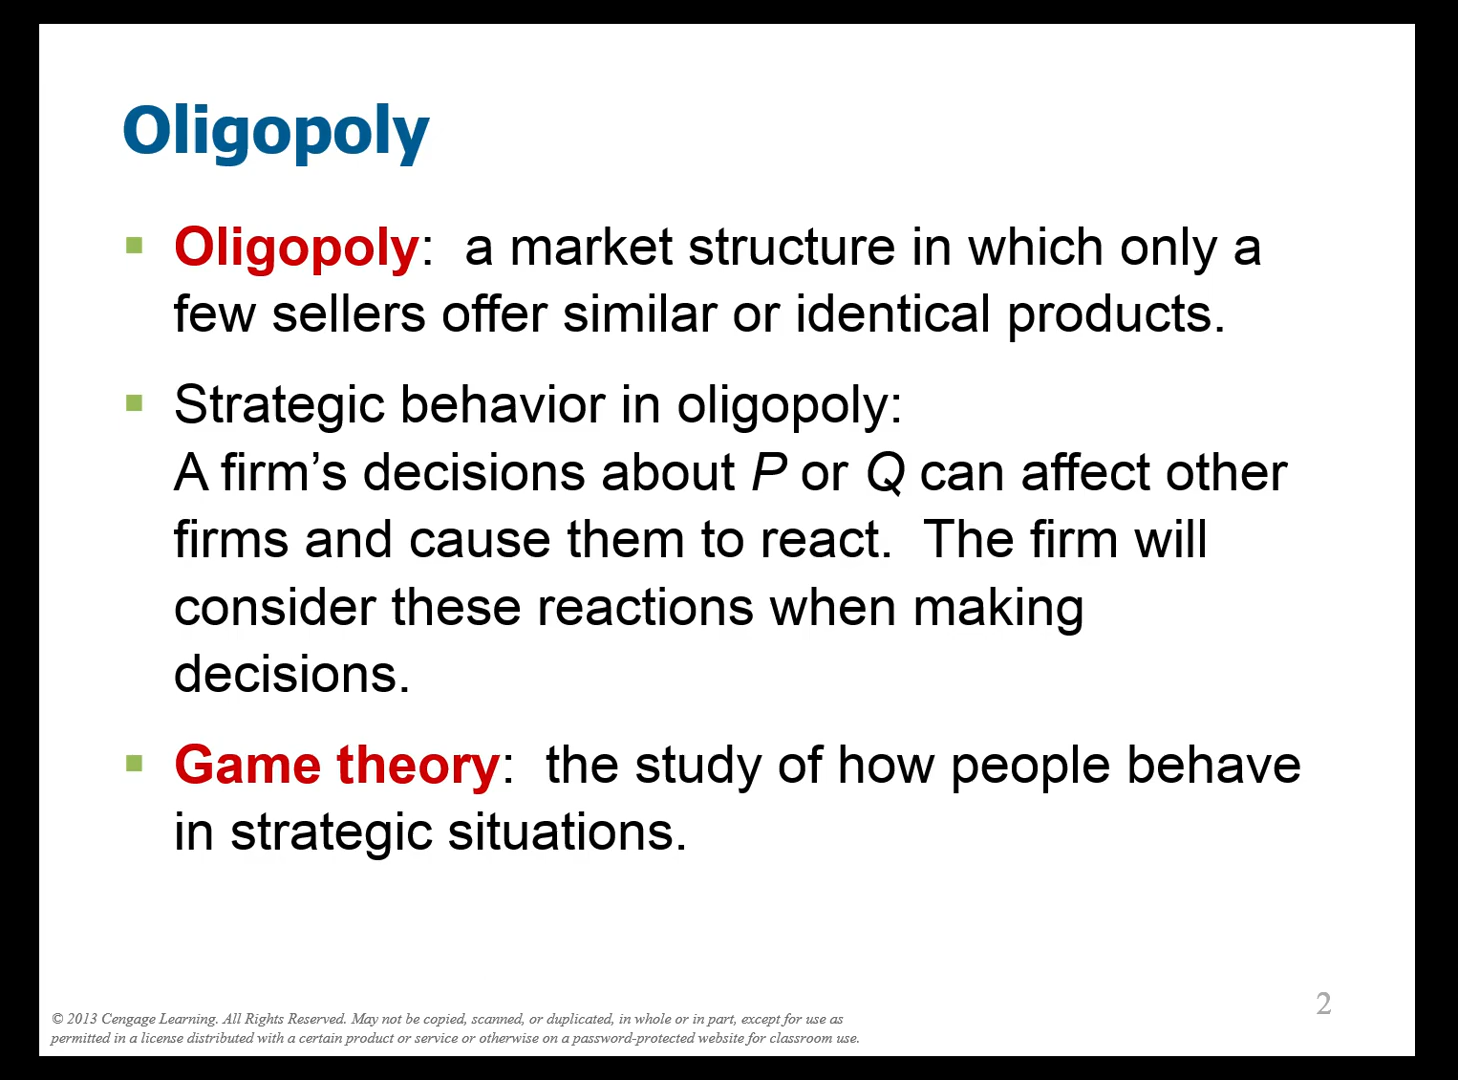 Oligopoly
Oligopoly:  a market structure in which only a
few sellers offer similar or identical products.
Strategic behavior in oligopoly:
A firm’s decisions about P or Q can affect other
firms and cause them to react.  The firm will
consider these reactions when making
decisions.
Game theory:  the study of how people behave
in strategic situations.
2
© 2013 Cengage Learning. All Rights Reserved. May not be copied, scanned, or duplicated, in whole or in part, except for use as
permitted in a license distributed with a certain product or service or otherwise on a password-protected website for classroom use.